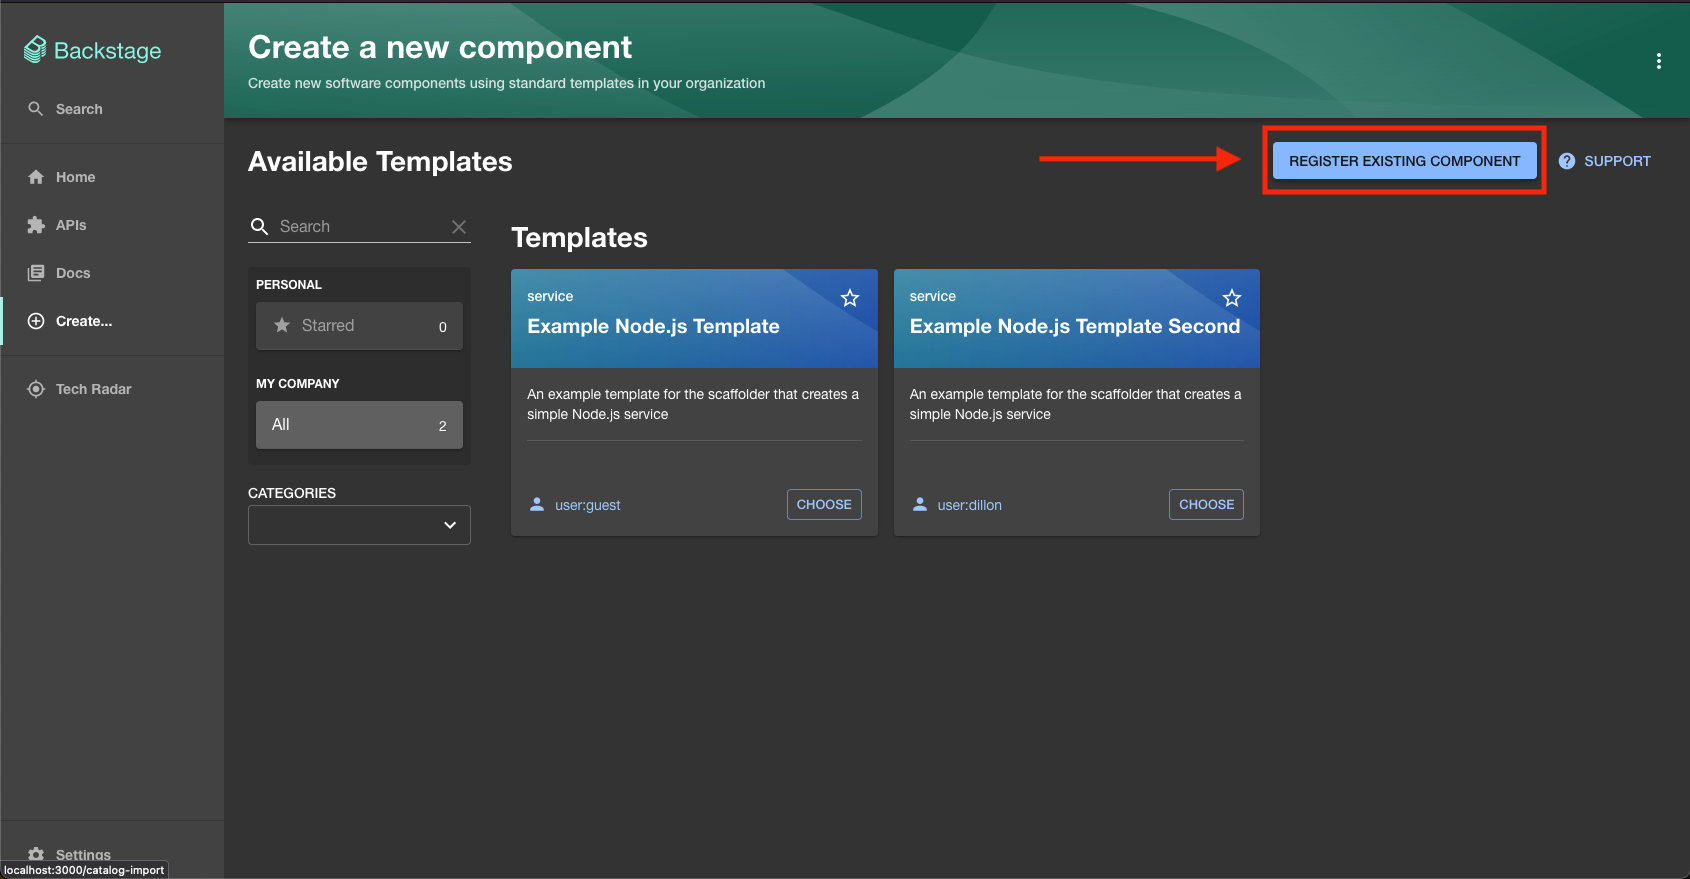 Backstage
Search
Home
APIs
Docs
Create...
Tech Radar
Settings
localhost:3000/catalog-import
Create a new component
Create new software components using standard templates in your organization
Available Templates
REGISTER EXISTING COMPONENT
SUPPORT
Search
PERSONAL
Starred 0
MY COMPANY
All 2
CATEGORIES
Templates
service
Example Node.js Template
An example template for the scaffolder that creates a
simple Node.js service
user:guest
CHOOSE
service
Example Node.js Template Second
An example template for the scaffolder that creates a
simple Node.js service
user:dillon
CHOOSE